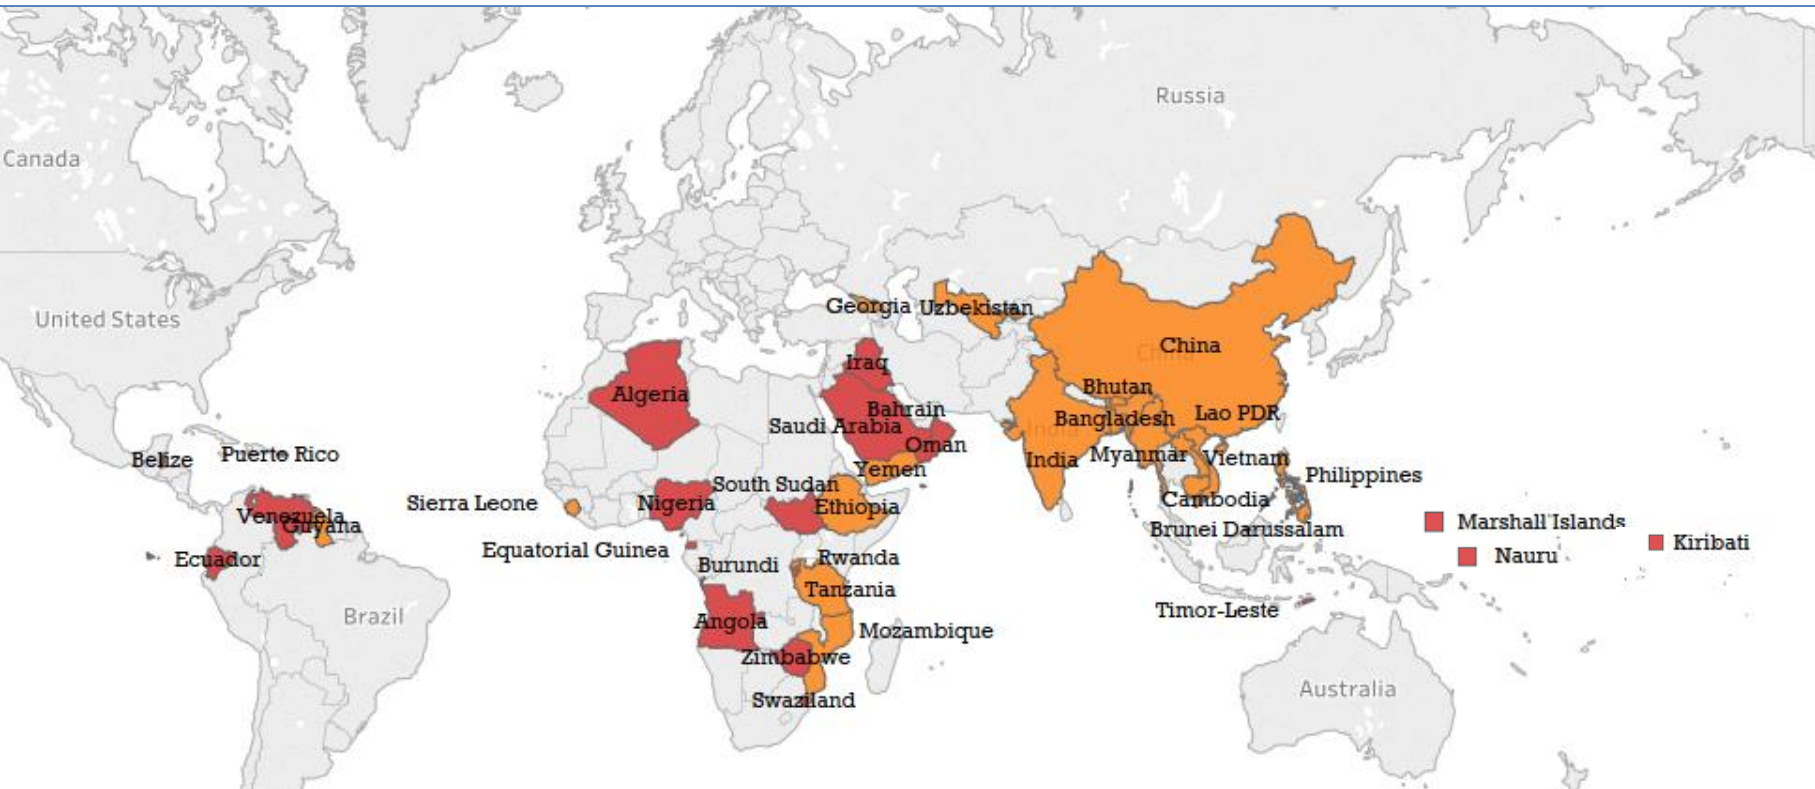 Russia
Canada
Georgia
Uzbekistan
United States
China
China
Iraq
Bhutan
Algeria
Bahrain
Lao PDR
Bangladesh
Saudi Arabia
India
Oman
Puerto Rico
Belize
India
Myanmar
Vietnam
Yemen
Philippines
South Sudan
Cambodia
Sierra Leone
Nigeria
Ethiopia
Venezuela
Guyana
Brunei Darussalam
Marshall Islands
Kiribati
Equatorial Guinea
Nauru
Ecuador
Burundi
Rwanda
Tanzania
Timor-Leste
Brazil
Angola
Mozambique
Zimbabwe
Australia
Swaziland